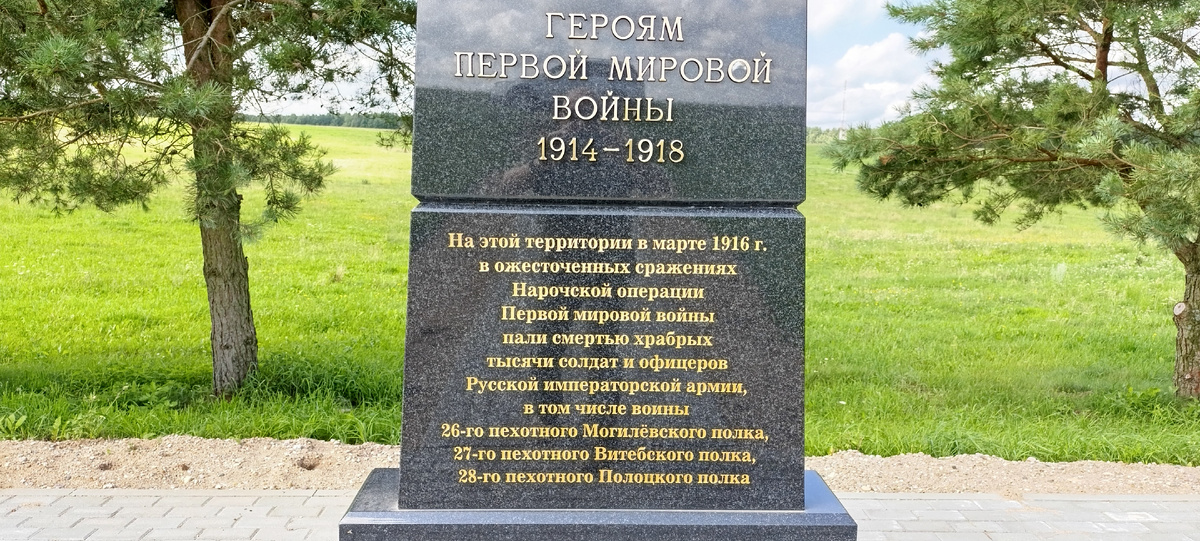 ГЕРОЯМ
ПЕРВОЙ МИРОВОЙ
ВОЙНЫ
1914–1918
На этой территории в марте 1916 г.
в ожесточенных сражениях
Нарочской операции
Первой мировой войны
пали смертью храбрых
тысячи солдат и офицеров
Русской императорской армии,
в том числе воины
26-го пехотного Могилёвского полка,
27-го пехотного Витебского полка,
28-го пехотного Полоцкого полка